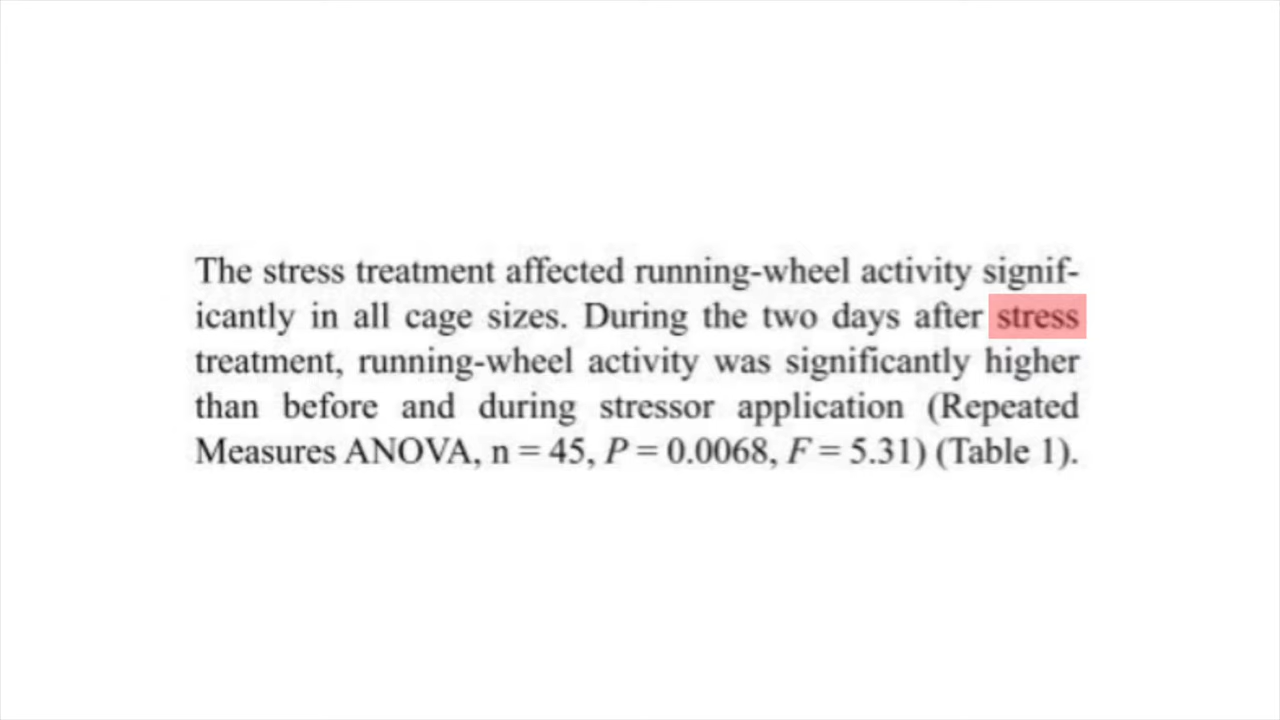 The stress treatment affected running-wheel activity signif-
icantly in all cage sizes. During the two days after stress
treatment, running-wheel activity was significantly higher
than before and during stressor application (Repeated
Measures ANOVA, n = 45, P = 0.0068, F = 5.31) (Table 1).